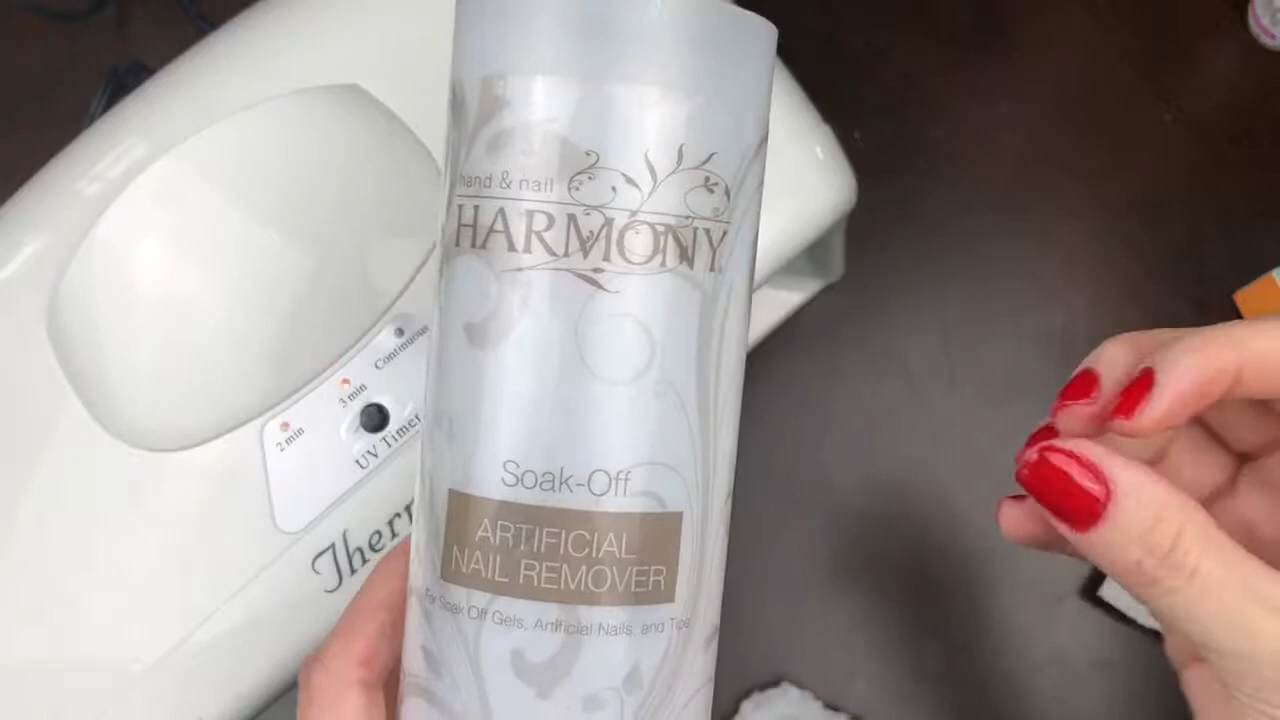 hand & nail
HARMONY
Soak-Off
ARTIFICIAL
NAIL REMOVER
For Soak Off Gels, Artificial Nails, and Tips
Continuous
3 min
2 min
UV Timer
Ther